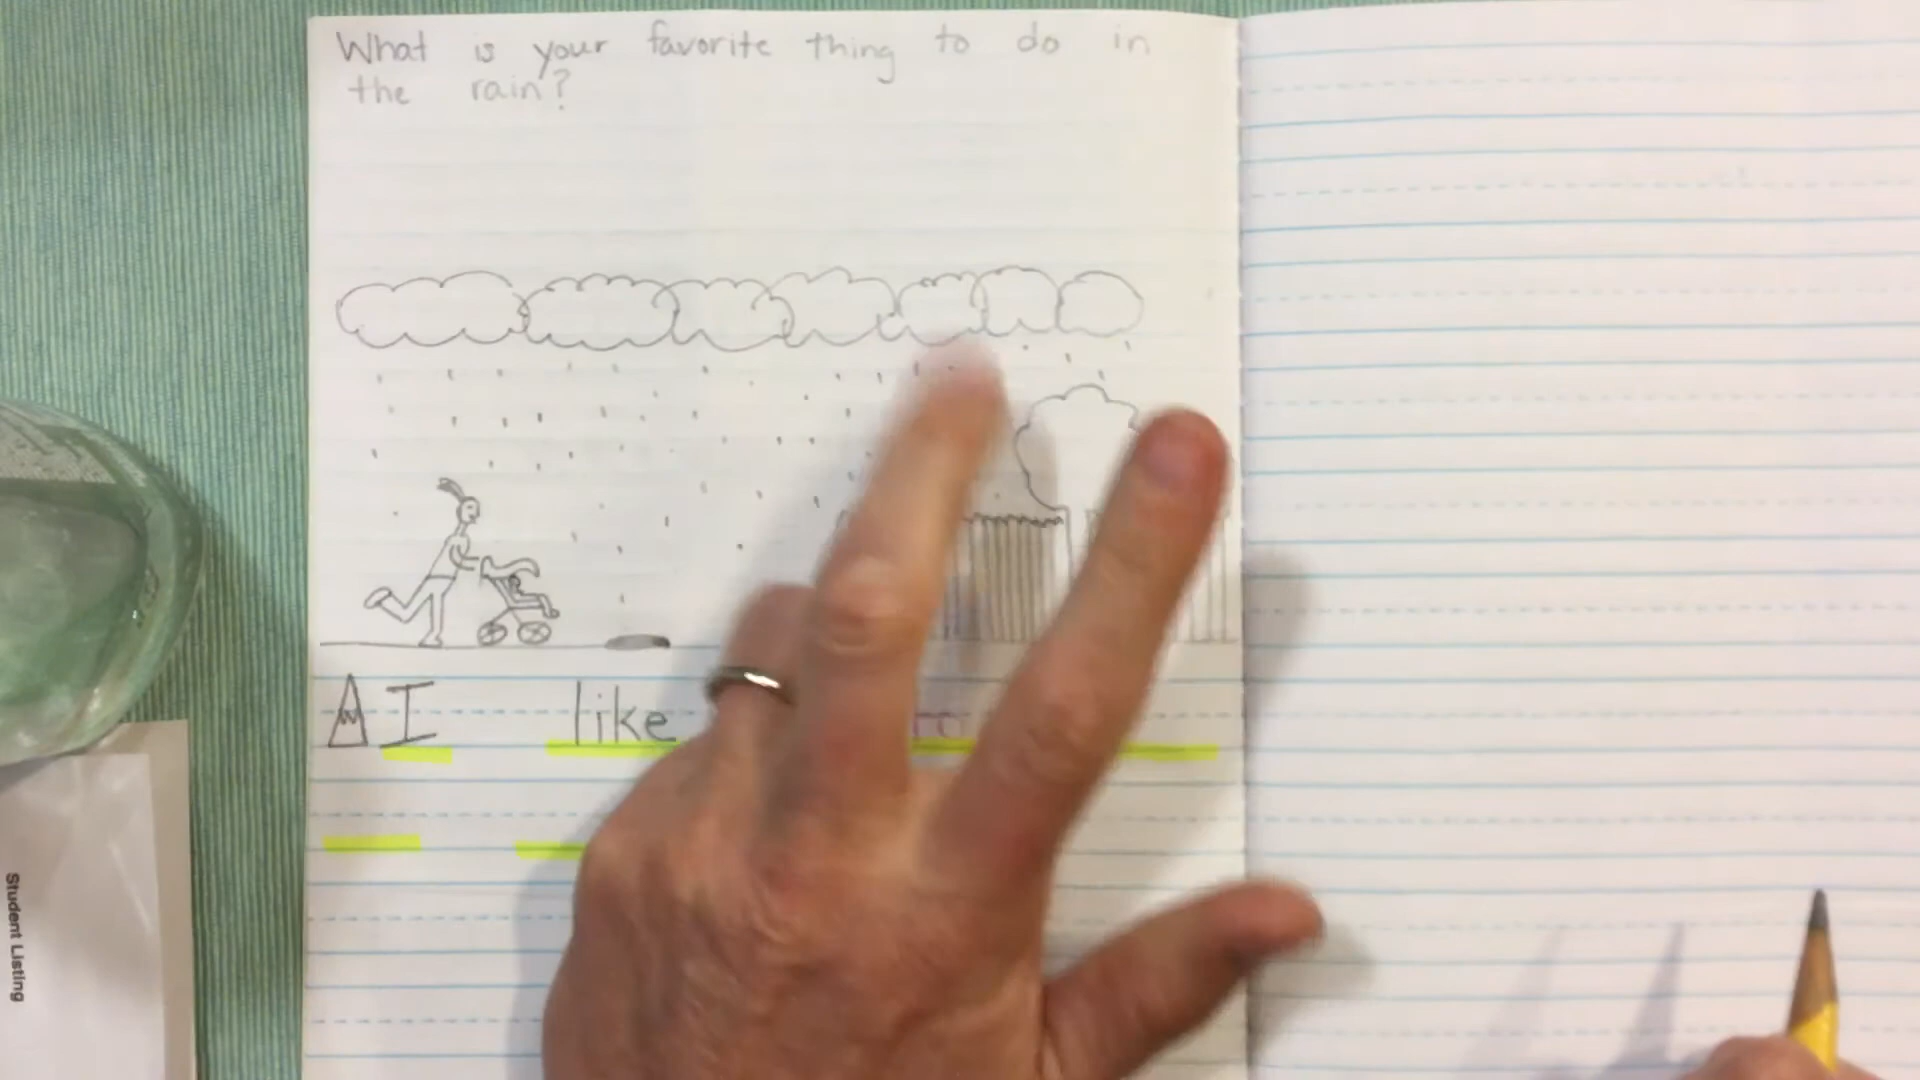 What is your favorite thing to do in
the rain?
I like
Student Listing